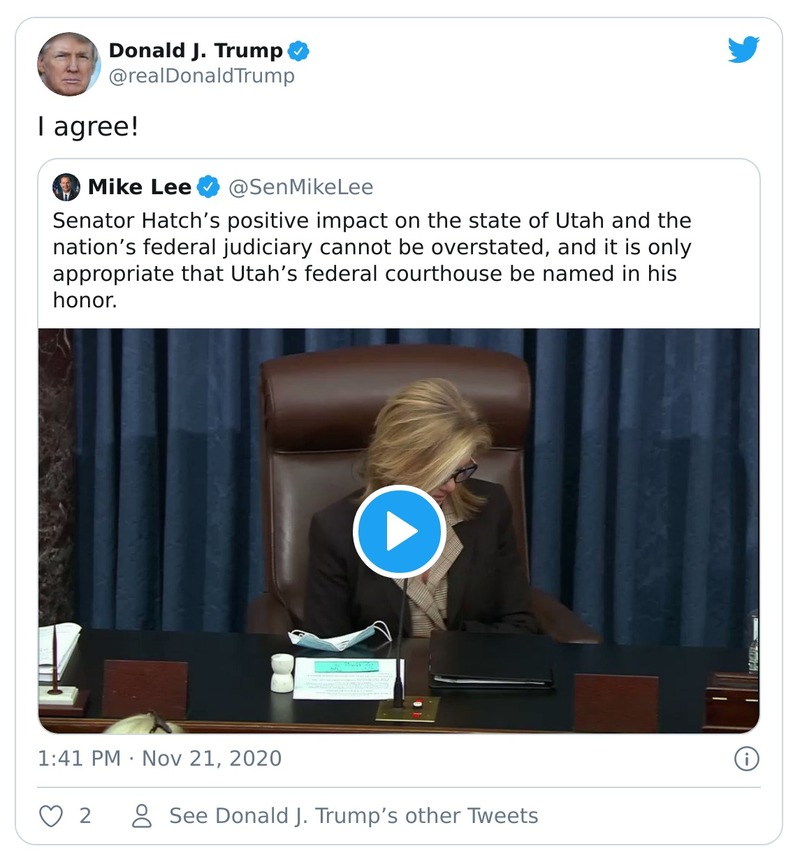 Donald J. Trump
@realDonaldTrump
I agree!
Mike Lee @SenMikeLee
Senator Hatch’s positive impact on the state of Utah and the
nation’s federal judiciary cannot be overstated, and it is only
appropriate that Utah’s federal courthouse be named in his
honor.
1:41 PM · Nov 21, 2020
2
See Donald J. Trump’s other Tweets